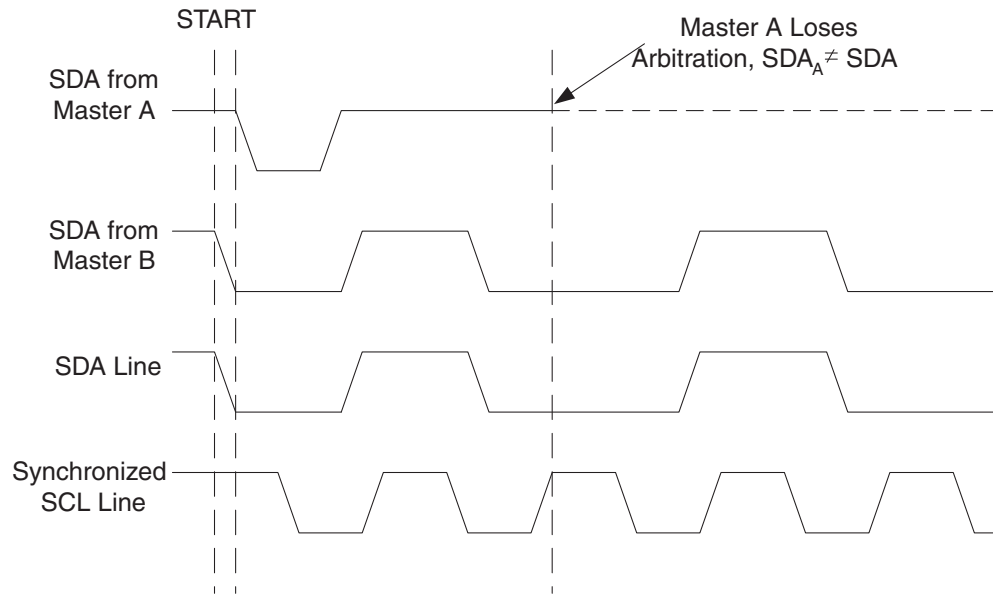 START
Master A Loses
Arbitration, SDA_A ≠ SDA
SDA from
Master A
SDA from
Master B
SDA Line
Synchronized
SCL Line